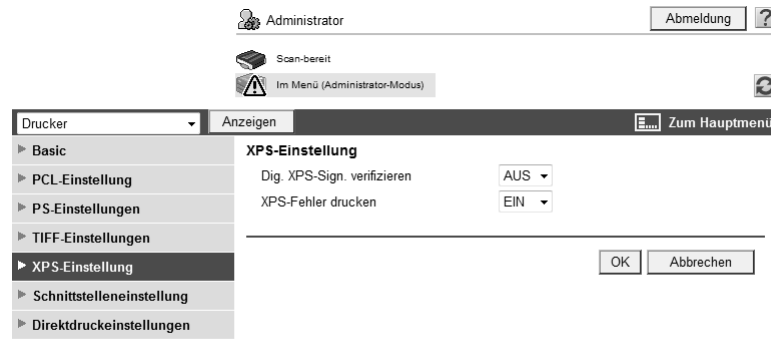 Administrator
Abmeldung
?
Scan-bereit
Im Menü (Administrator-Modus)
Drucker
Anzeigen
Zum Hauptmenü
Basic
PCL-Einstellung
PS-Einstellungen
TIFF-Einstellungen
XPS-Einstellung
Schnittstelleneinstellung
Direktdruckeinstellungen
XPS-Einstellung
Dig. XPS-Sign. verifizieren AUS
XPS-Fehler drucken EIN
OK
Abbrechen